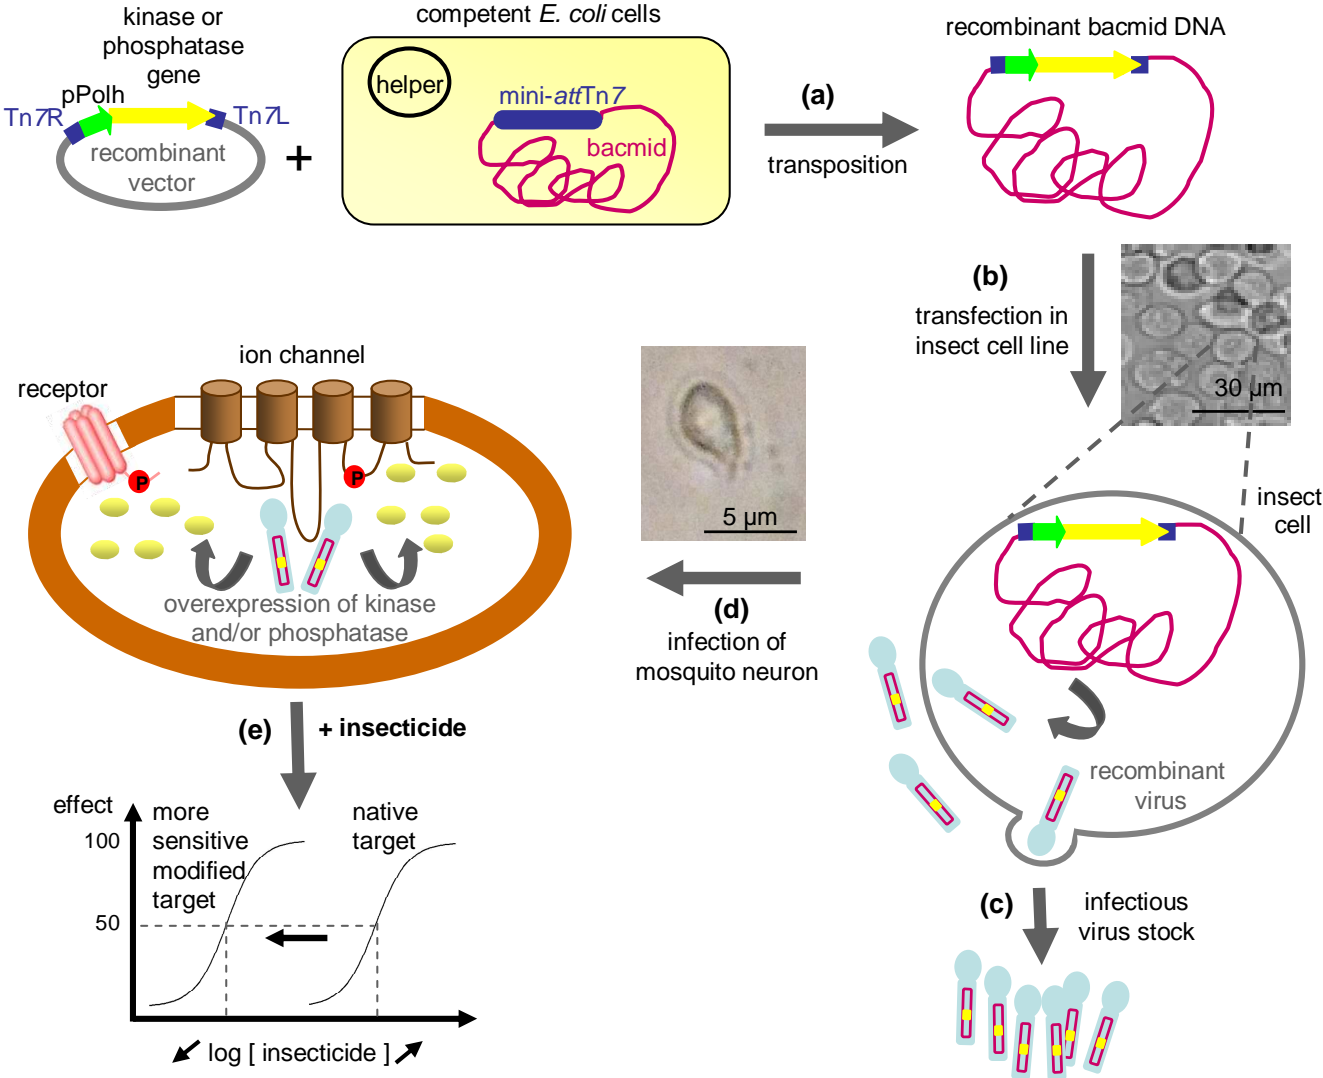 kinase or
phosphatase
gene
pPolh
Tn7R
Tn7L
recombinant
vector
+
competent E. coli cells
helper
mini-attTn7
bacmid
(a)
transposition
recombinant bacmid DNA
(b)
transfection in
insect cell line
30 µm
insect
cell
recombinant
virus
(c)
infectious
virus stock
5 µm
(d)
infection of
mosquito neuron
ion channel
receptor
P
P
overexpression of kinase
and/or phosphatase
(e)
+ insecticide
effect
100
50
more
sensitive
modified
target
native
target
log [ insecticide ]